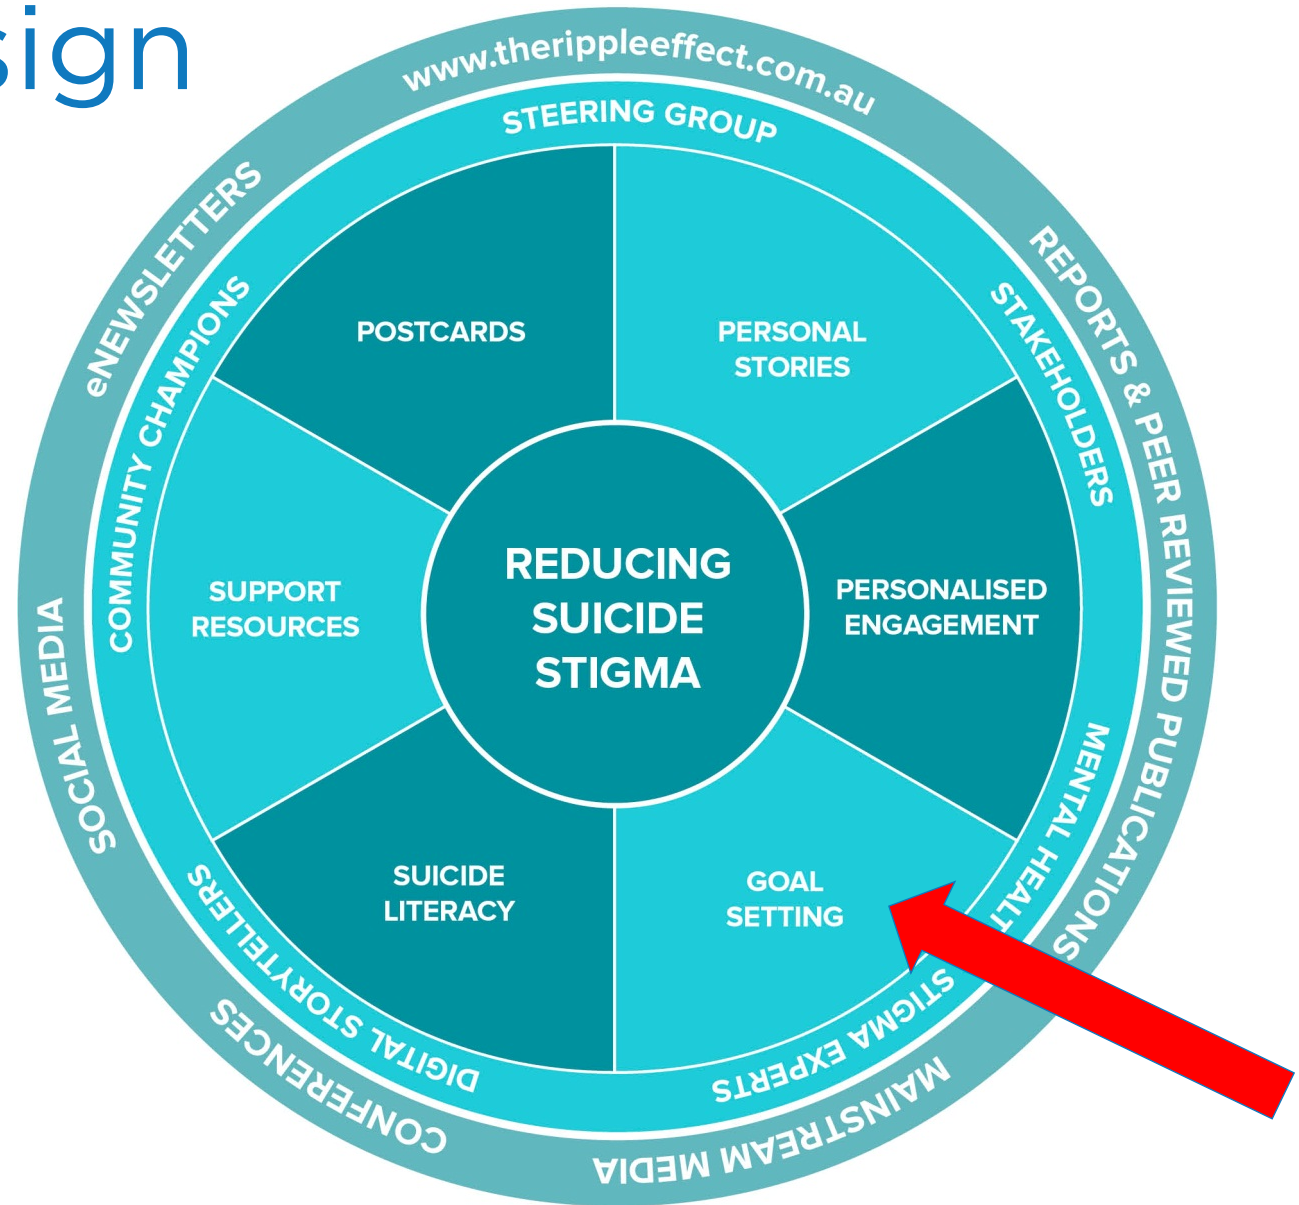 sign
www.therippleeffect.com.au
STEERING GROUP
eNEWSLETTERS
REPORTS & PEER REVIEWED PUBLICATIONS
COMMUNITY CHAMPIONS
STAKEHOLDERS
POSTCARDS
PERSONAL
STORIES
SUPPORT
RESOURCES
REDUCING
SUICIDE
STIGMA
PERSONALISED
ENGAGEMENT
SOCIAL MEDIA
MENTAL HEALT
SUICIDE
LITERACY
GOAL
SETTING
DIGITAL STORYTELLERS
STIGMA EXPERTS
CONFERENCES
MAINSTREAM MEDIA